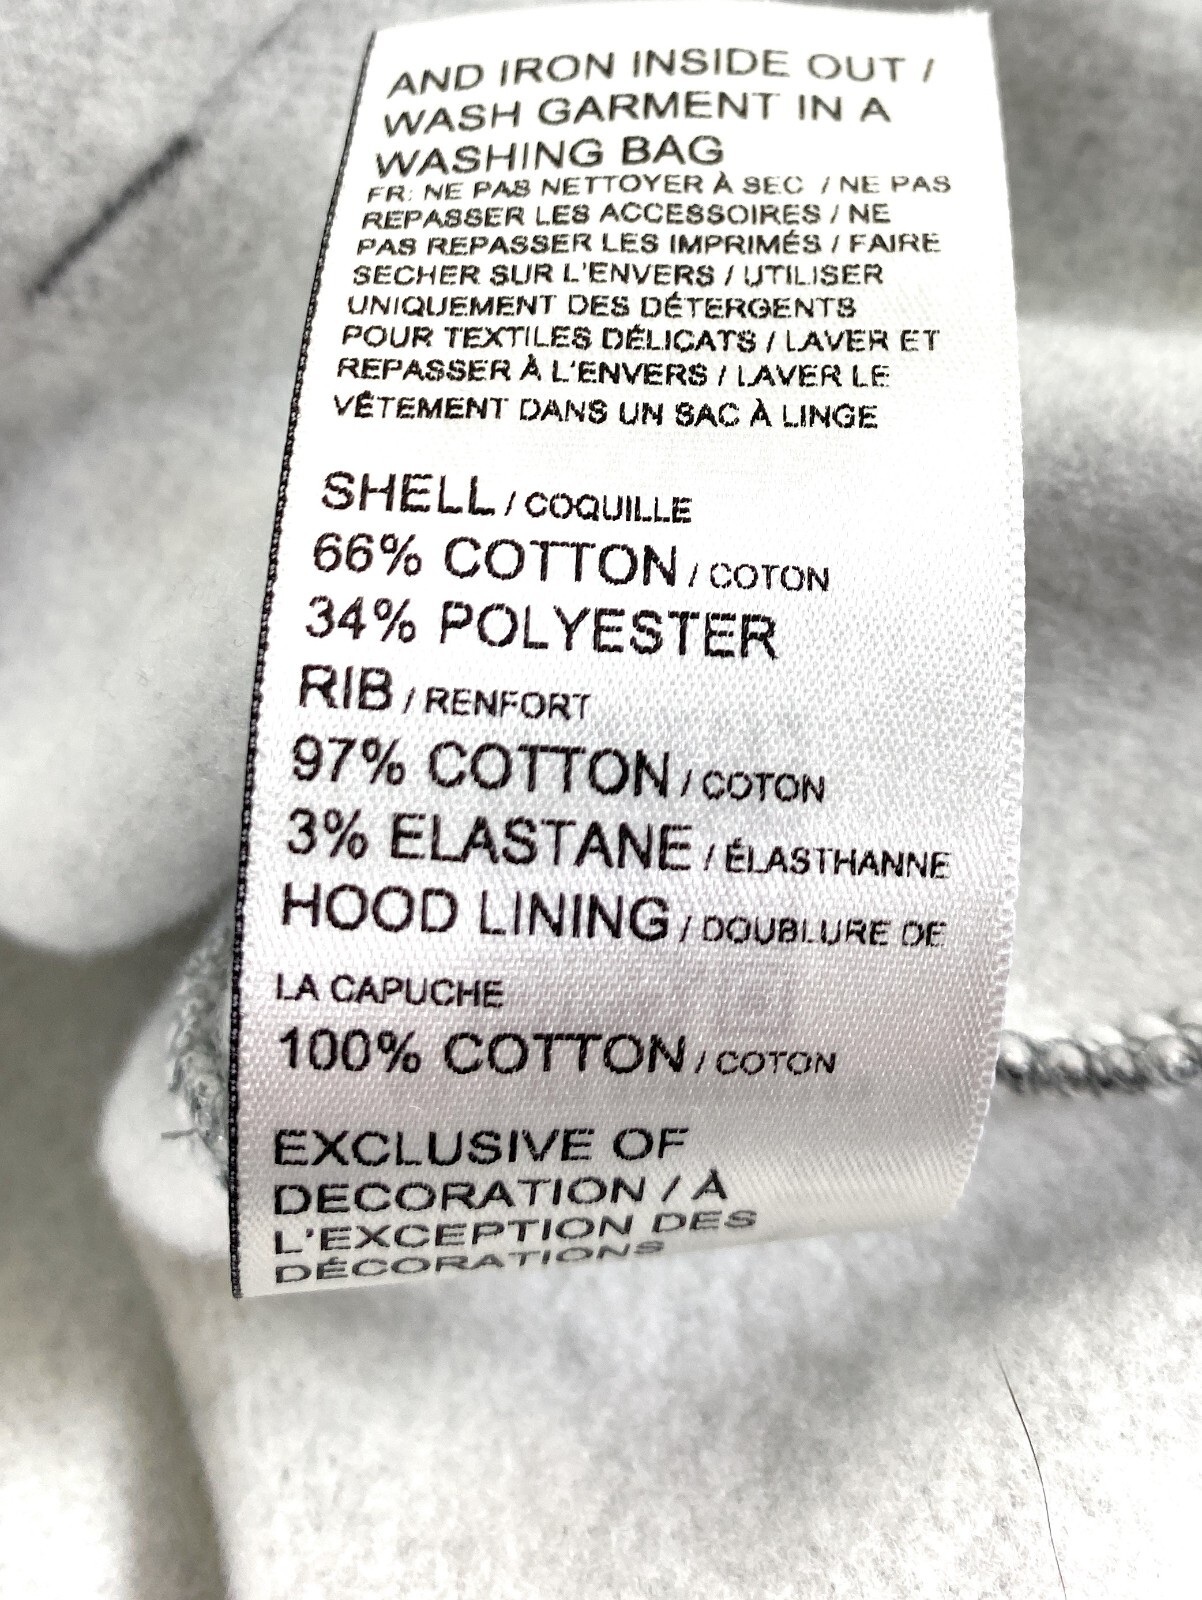 AND IRON INSIDE OUT /
WASH GARMENT IN A
WASHING BAG
FR: NE PAS NETTOYER À SEC / NE PAS
REPASSER LES ACCESSOIRES / NE
PAS REPASSER LES IMPRIMÉS / FAIRE
SECHER SUR L'ENVERS / UTILISER
UNIQUEMENT DES DÉTERGENTS
POUR TEXTILES DÉLICATS / LAVER ET
REPASSER À L'ENVERS / LAVER LE
VÊTEMENT DANS UN SAC À LINGE
SHELL / COQUILLE
66% COTTON / COTON
34% POLYESTER
RIB / RENFORT
97% COTTON / COTON
3% ELASTANE / ÉLASTHANNE
HOOD LINING / DOUBLURE DE
LA CAPUCHE
100% COTTON / COTON
EXCLUSIVE OF
DECORATION / À
L'EXCEPTION DES
DÉCORATIONS